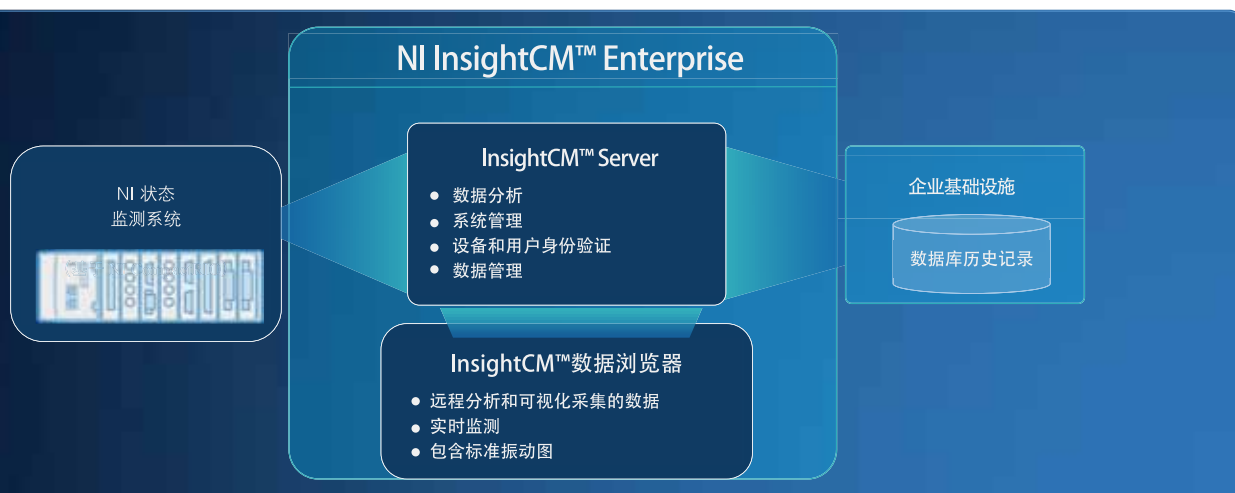 NI InsightCM™ Enterprise
NI 状态
监测系统
InsightCM™ Server
数据分析
系统管理
设备和用户身份验证
数据管理
企业基础设施
数据库历史记录
InsightCM™数据浏览器
远程分析和可视化采集的数据
实时监测
包含标准振动图